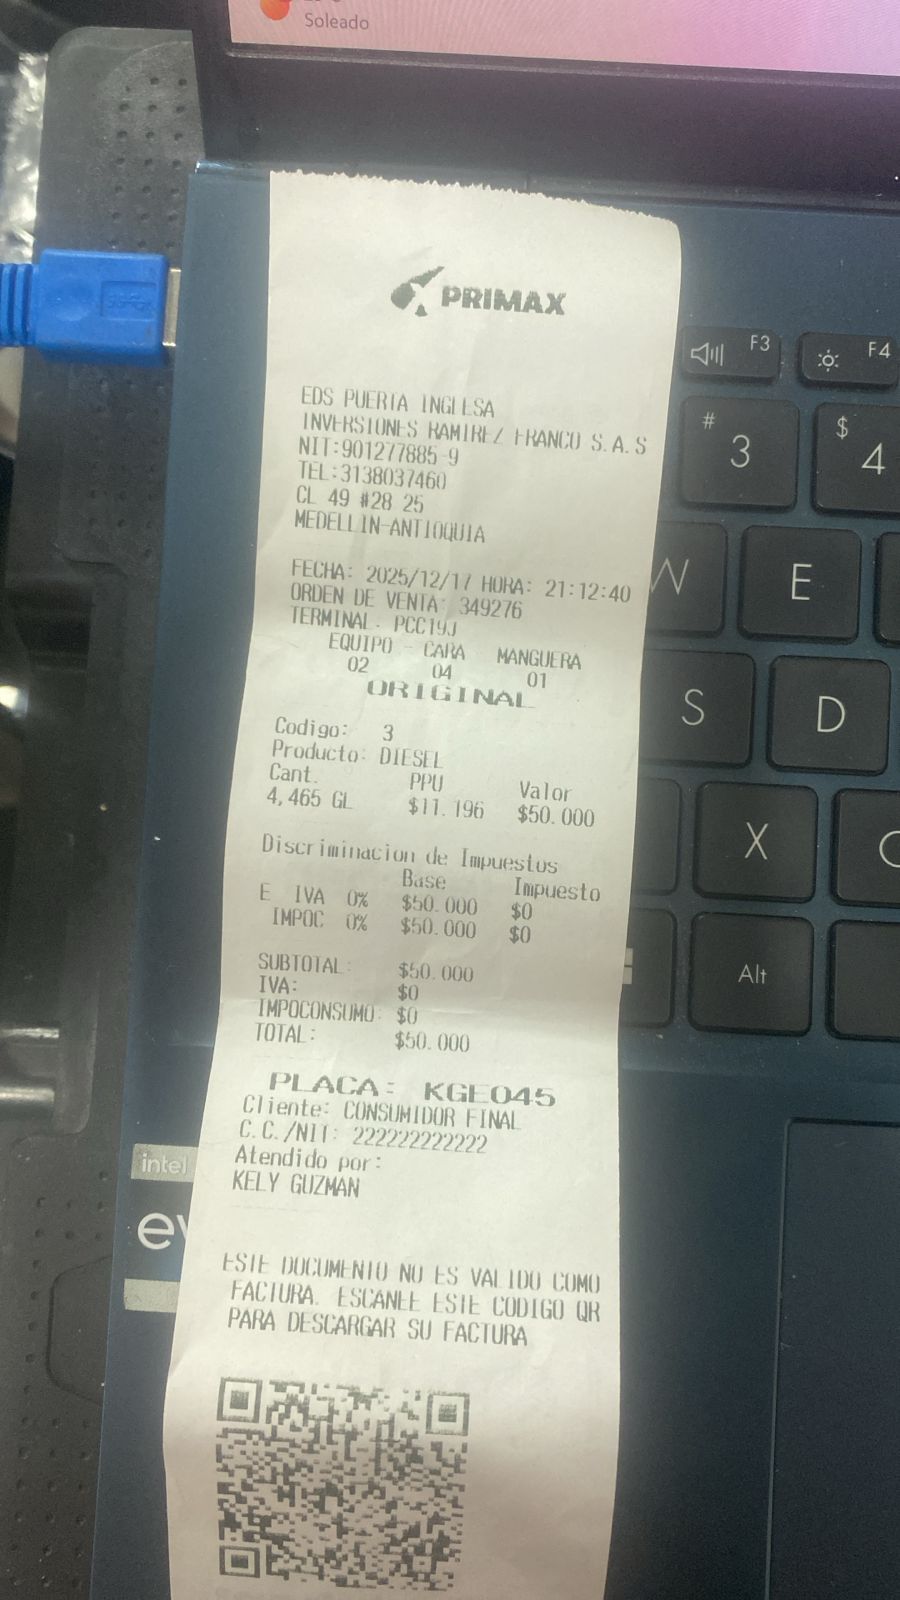 Soleado
PRIMAX
EDS PUERTA INGLESA
INVERSIONES RAMIREZ FRANCO S.A.S
NIT:901277885-9
TEL:3138037460
CL 49 #28 25
MEDELLIN-ANTIOQUIA
FECHA: 2025/12/17 HORA: 21:12:40
ORDEN DE VENTA: 349276
TERMINAL: PCC19J
EQUIPO - CARA MANGUERA
02 04 01
ORIGINAL
Codigo: 3
Producto: DIESEL
Cant. PPU Valor
4,465 GL $11.196 $50.000
Discriminacion de Impuestos
Base Impuesto
E IVA 0% $50.000 $0
IMPOC 0% $50.000 $0
SUBTOTAL: $50.000
IVA: $0
IMPOCONSUMO: $0
TOTAL: $50.000
PLACA: KGE045
Cliente: CONSUMIDOR FINAL
C.C./NIT: 222222222222
Atendido por:
KELY GUZMAN
ESTE DOCUMENTO NO ES VALIDO COMO
FACTURA. ESCANEE ESTE CODIGO QR
PARA DESCARGAR SU FACTURA
F3
F4
#
3
$
4
W
E
S
D
X
Alt
intel
ev